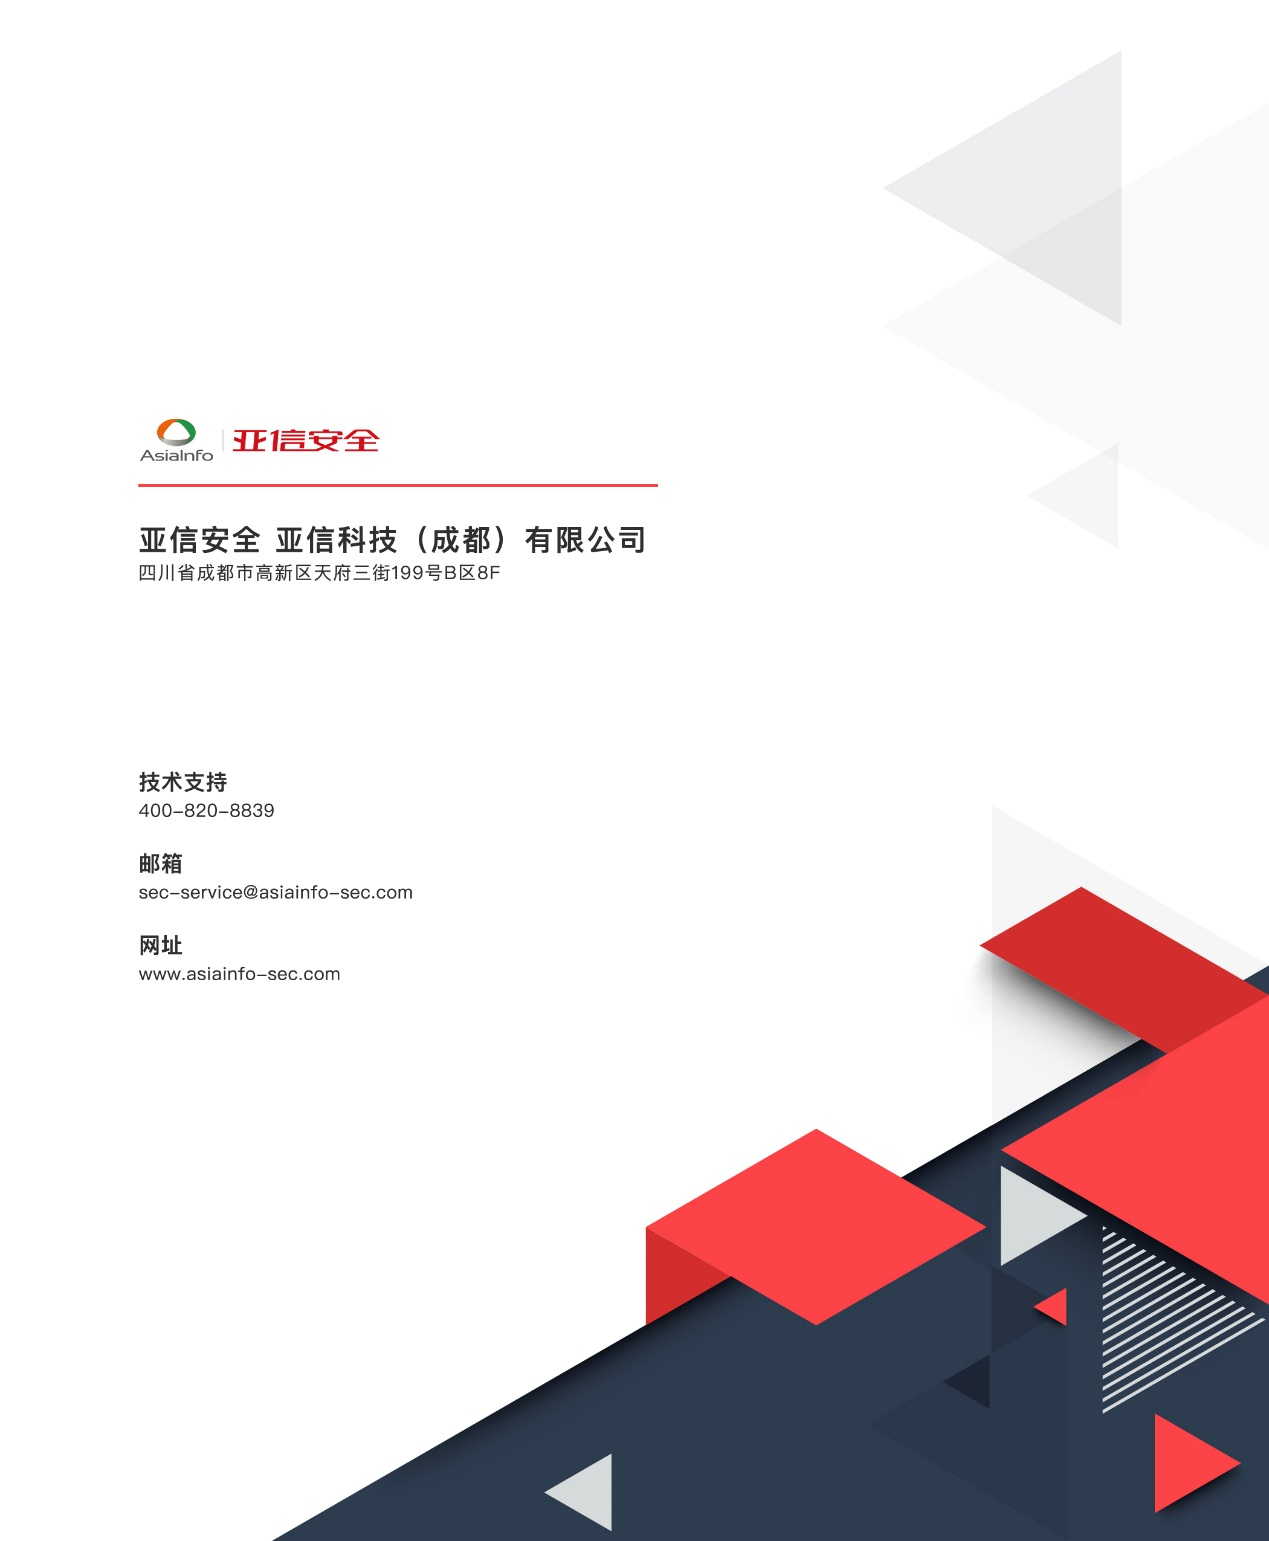 AsiaInfo 亚信安全
亚信安全 亚信科技（成都）有限公司
四川省成都市高新区天府三街199号B区8F
技术支持
400-820-8839
邮箱
sec-service@asiainfo-sec.com
网址
www.asiainfo-sec.com